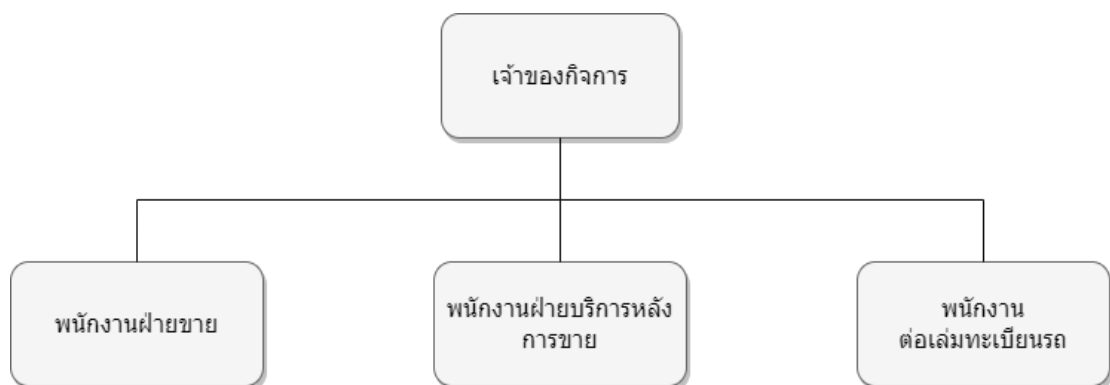 เจ้าของกิจการ
พนักงานฝ่ายขาย
พนักงานฝ่ายบริการหลัง
การขาย
พนักงาน
ต่อเล่มทะเบียนรถ